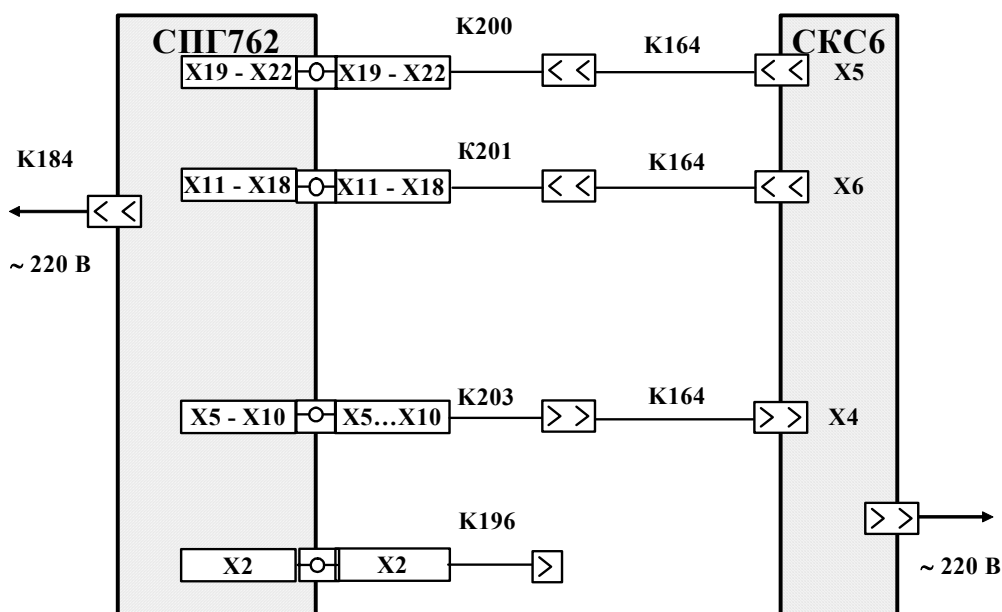 СПГ762
К200
К164
СКС6
X19 - X22
X19 - X22
X5
К184
К201
К164
X11 - X18
X11 - X18
X6
~ 220 В
К203
К164
X5 - X10
X5...X10
X4
К196
X2
X2
~ 220 В